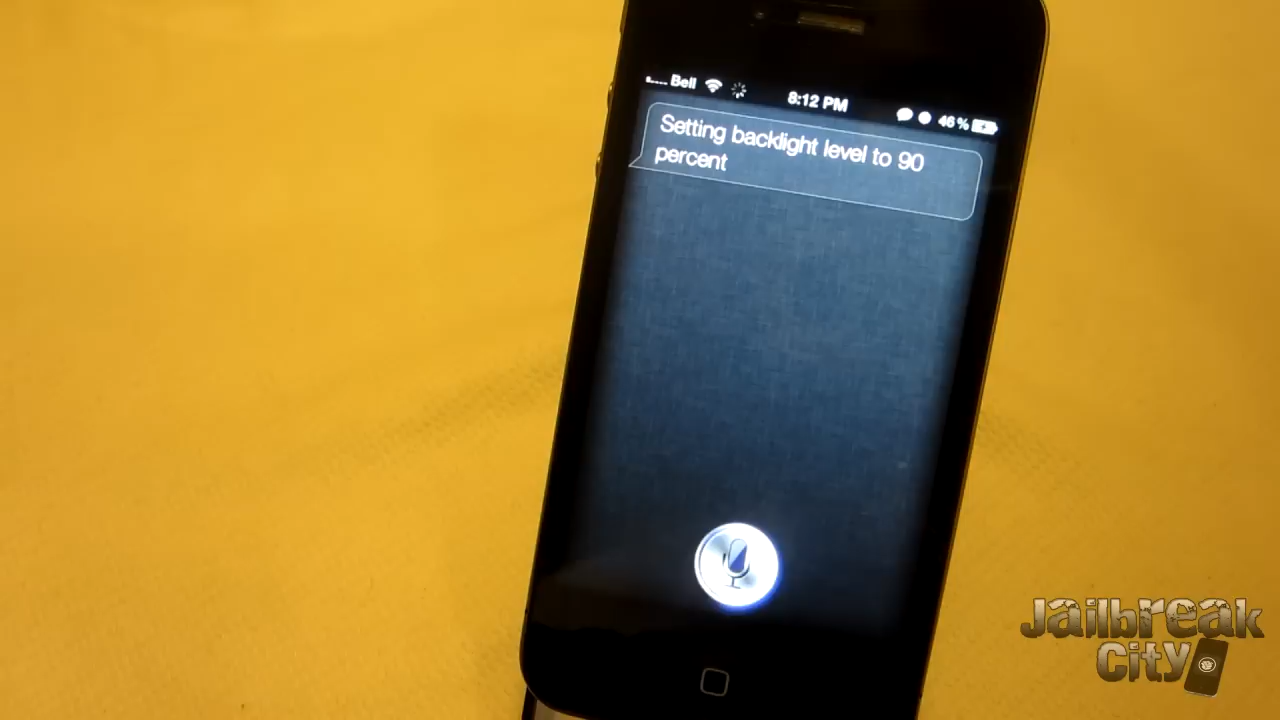 Bell 8:12 PM 46%
Setting backlight level to 90
percent
Jailbreak
City